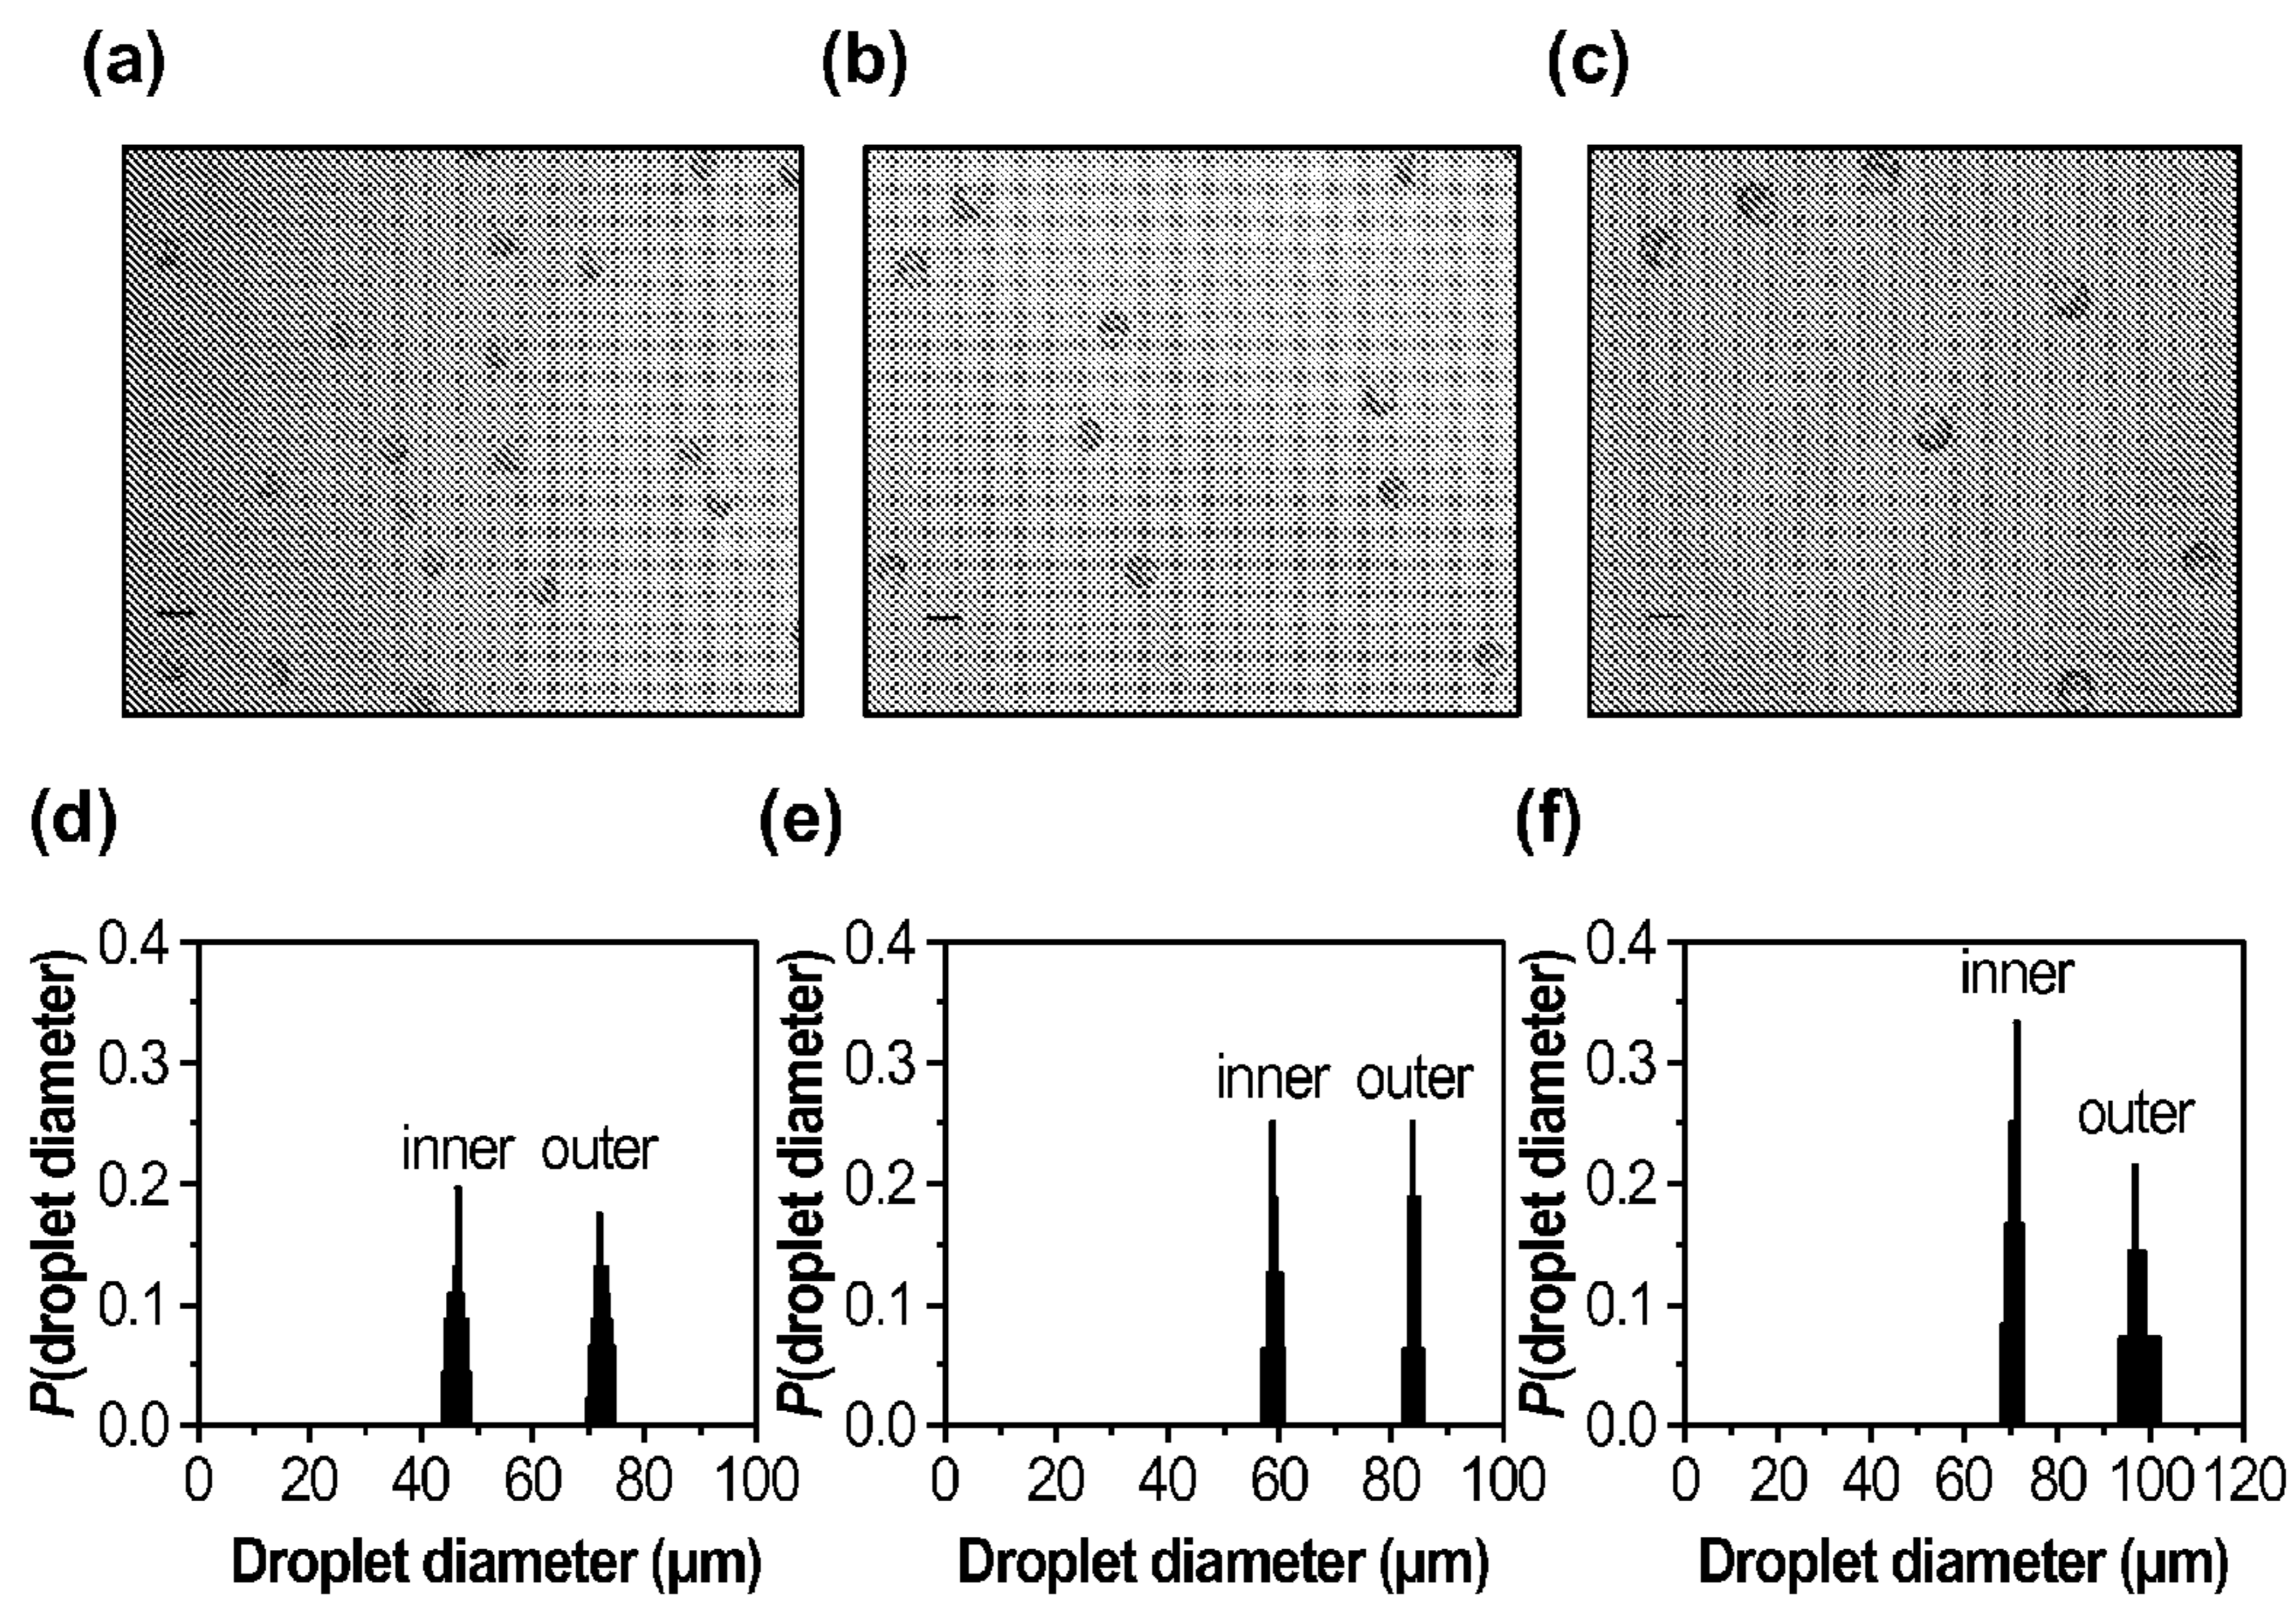 (a) (b) (c)
(d) (e) (f)
P(droplet diameter)
0.4
0.3
0.2
0.1
0.0
inner outer
0 20 40 60 80 100
Droplet diameter (μm)
P(droplet diameter)
0.4
0.3
0.2
0.1
0.0
inner outer
0 20 40 60 80 100
Droplet diameter (μm)
P(droplet diameter)
0.4
0.3
0.2
0.1
0.0
inner
outer
0 20 40 60 80 100 120
Droplet diameter (μm)